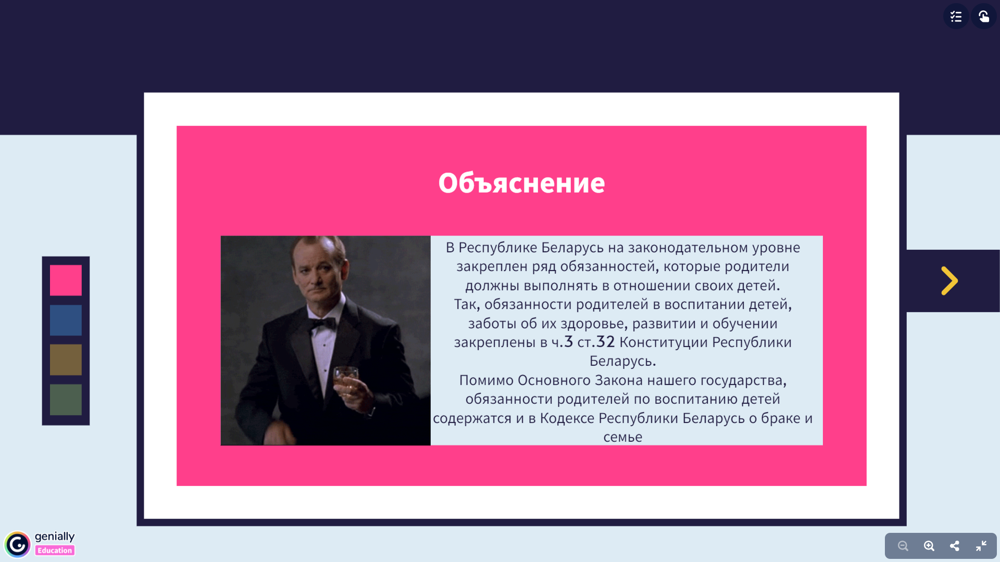 Объяснение
В Республике Беларусь на законодательном уровне
закреплен ряд обязанностей, которые родители
должны выполнять в отношении своих детей.
Так, обязанности родителей в воспитании детей,
заботы об их здоровье, развитии и обучении
закреплены в ч.3 ст.32 Конституции Республики
Беларусь.
Помимо Основного Закона нашего государства,
обязанности родителей по воспитанию детей
содержатся и в Кодексе Республики Беларусь о браке и
семье
genially
Education